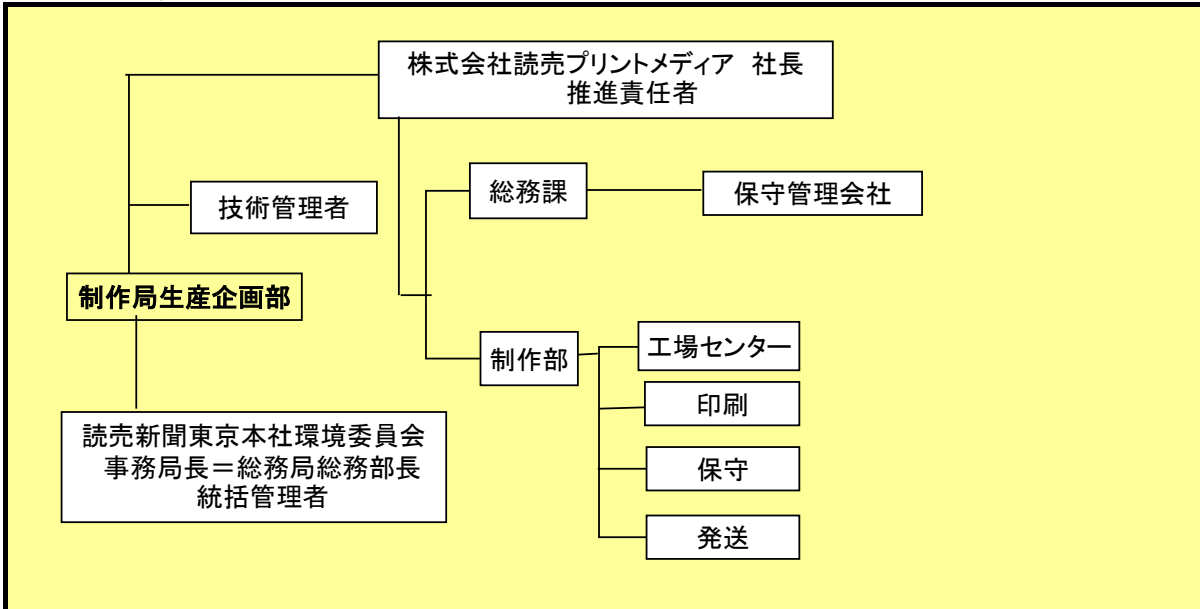 株式会社読売プリントメディア 社長
推進責任者
総務課
保守管理会社
技術管理者
制作局生産企画部
制作部
工場センター
印刷
保守
発送
読売新聞東京本社環境委員会
事務局長＝総務局総務部長
統括管理者